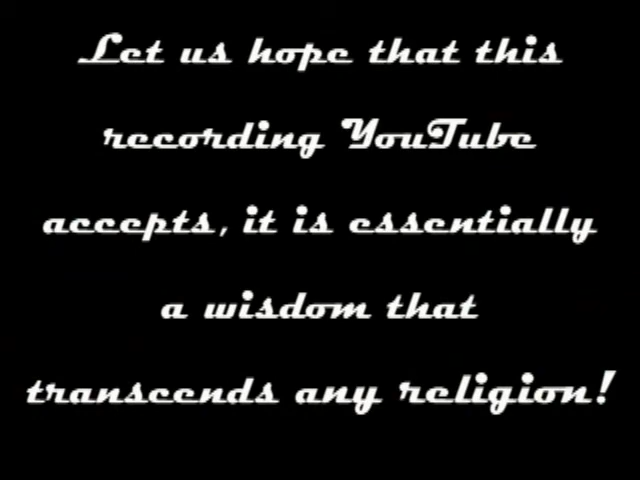 Let us hope that this
recording YouTube
accepts, it is essentially
a wisdom that
transcends any religion!